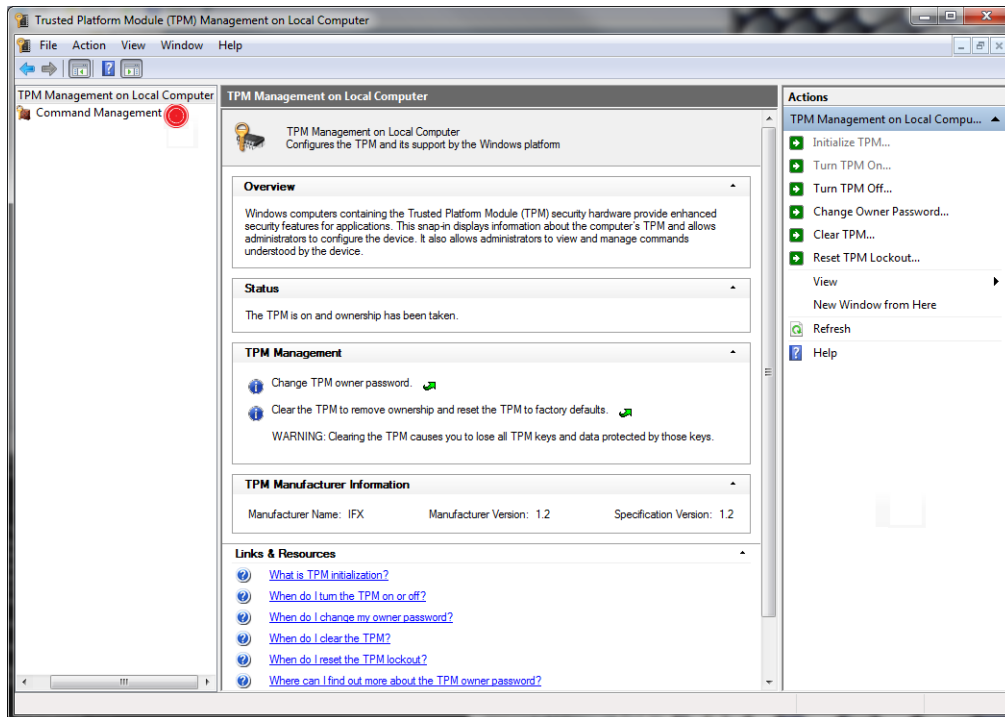 Trusted Platform Module (TPM) Management on Local Computer
File Action View Window Help
TPM Management on Local Computer
Command Management
TPM Management on Local Computer
TPM Management on Local Computer
Configures the TPM and its support by the Windows platform
Overview
Windows computers containing the Trusted Platform Module (TPM) security hardware provide enhanced
security features for applications. This snap-in displays information about the computer's TPM and allows
administrators to configure the device. It also allows administrators to view and manage commands
understood by the device.
Status
The TPM is on and ownership has been taken.
TPM Management
Change TPM owner password.
Clear the TPM to remove ownership and reset the TPM to factory defaults.
WARNING: Clearing the TPM causes you to lose all TPM keys and data protected by those keys.
TPM Manufacturer Information
Manufacturer Name: IFX Manufacturer Version: 1.2 Specification Version: 1.2
Links & Resources
What is TPM initialization?
When do I turn the TPM on or off?
When do I change my owner password?
When do I clear the TPM?
When do I reset the TPM lockout?
Where can I find out more about the TPM owner password?
Actions
TPM Management on Local Compu...
Initialize TPM...
Turn TPM On...
Turn TPM Off...
Change Owner Password...
Clear TPM...
Reset TPM Lockout...
View
New Window from Here
Refresh
Help